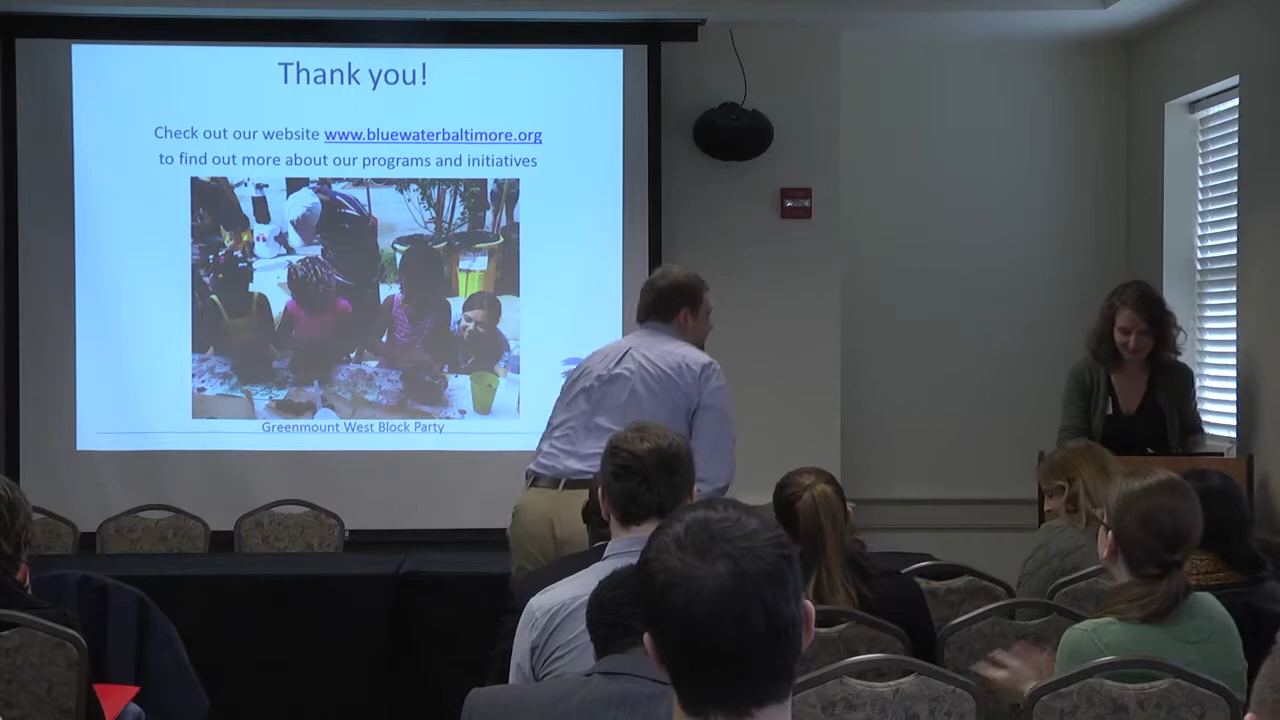 Thank you!
Check out our website www.bluewaterbaltimore.org
to find out more about our programs and initiatives
Greenmount West Block Party